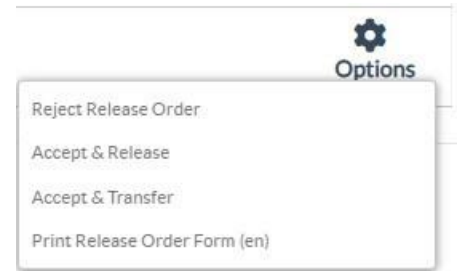 Options
Reject Release Order
Accept & Release
Accept & Transfer
Print Release Order Form (en)